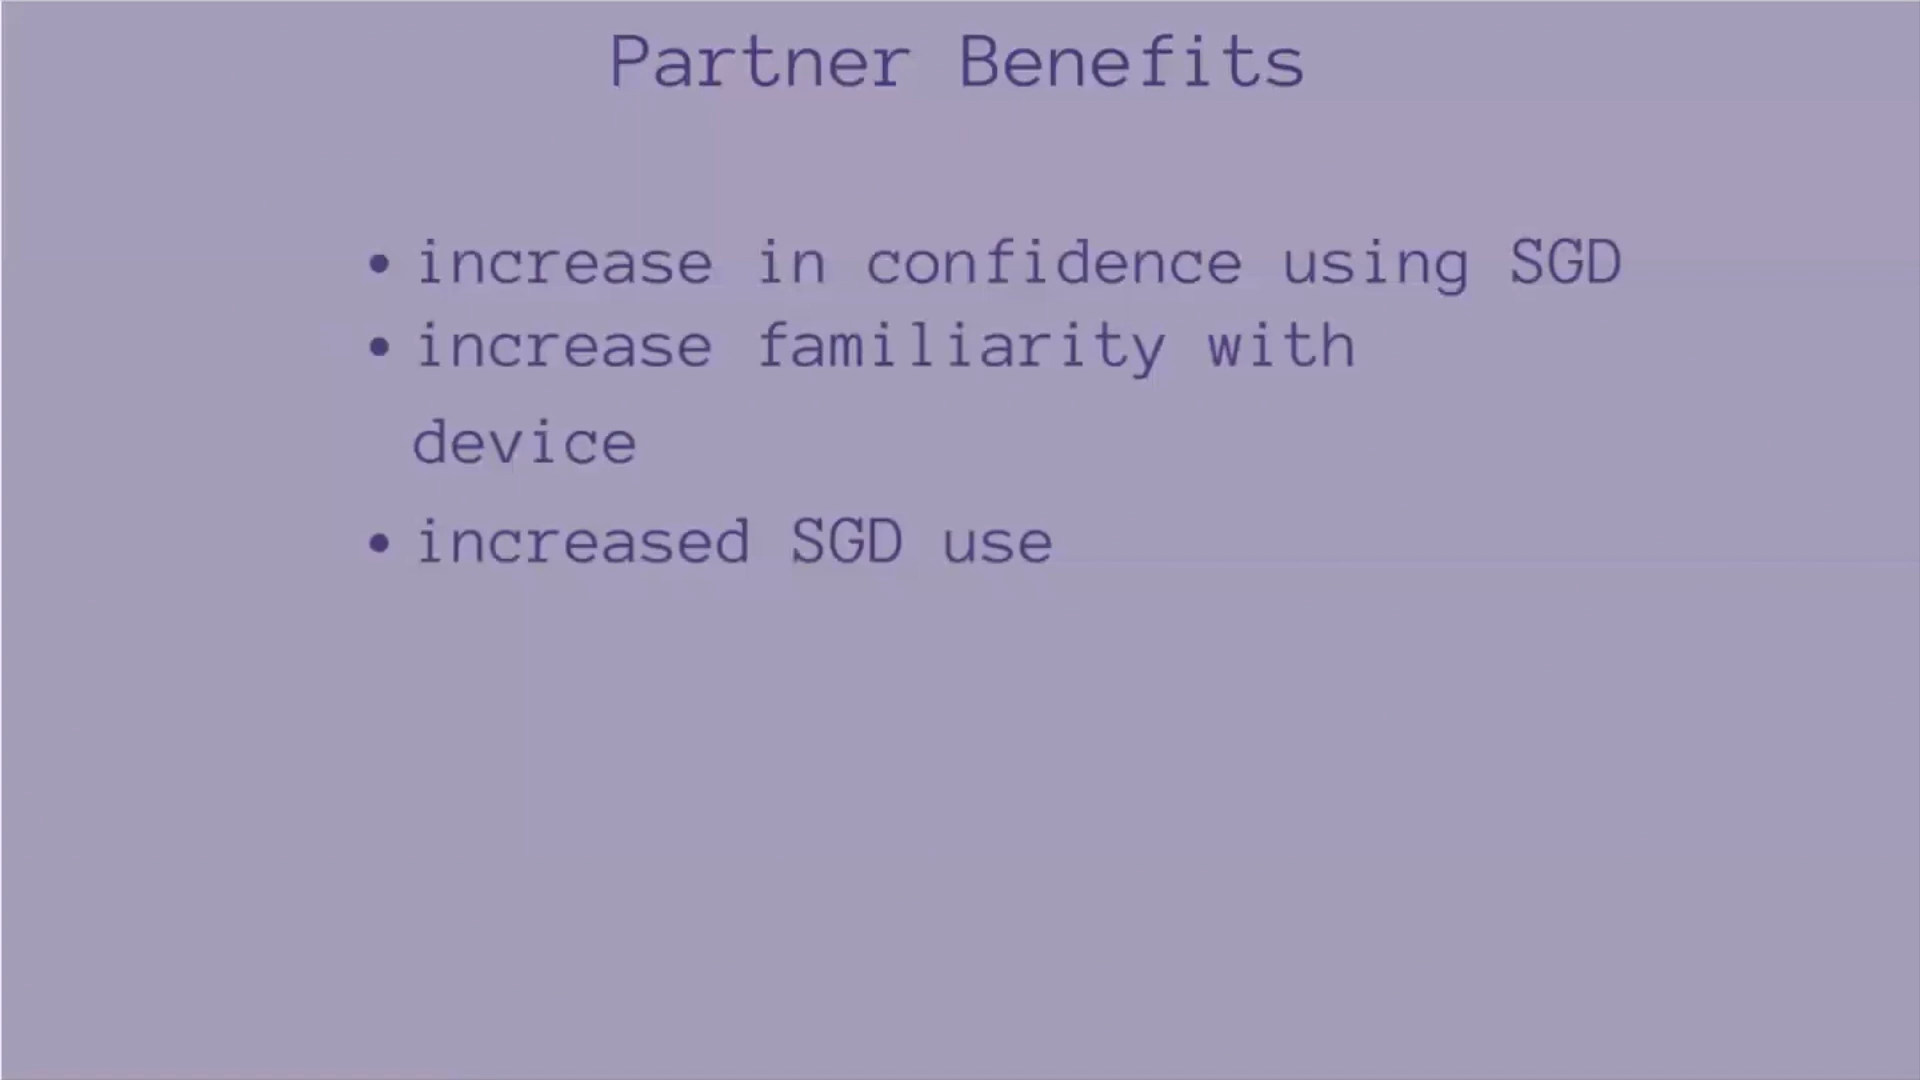 Partner Benefits
• increase in confidence using SGD
• increase familiarity with
device
• increased SGD use